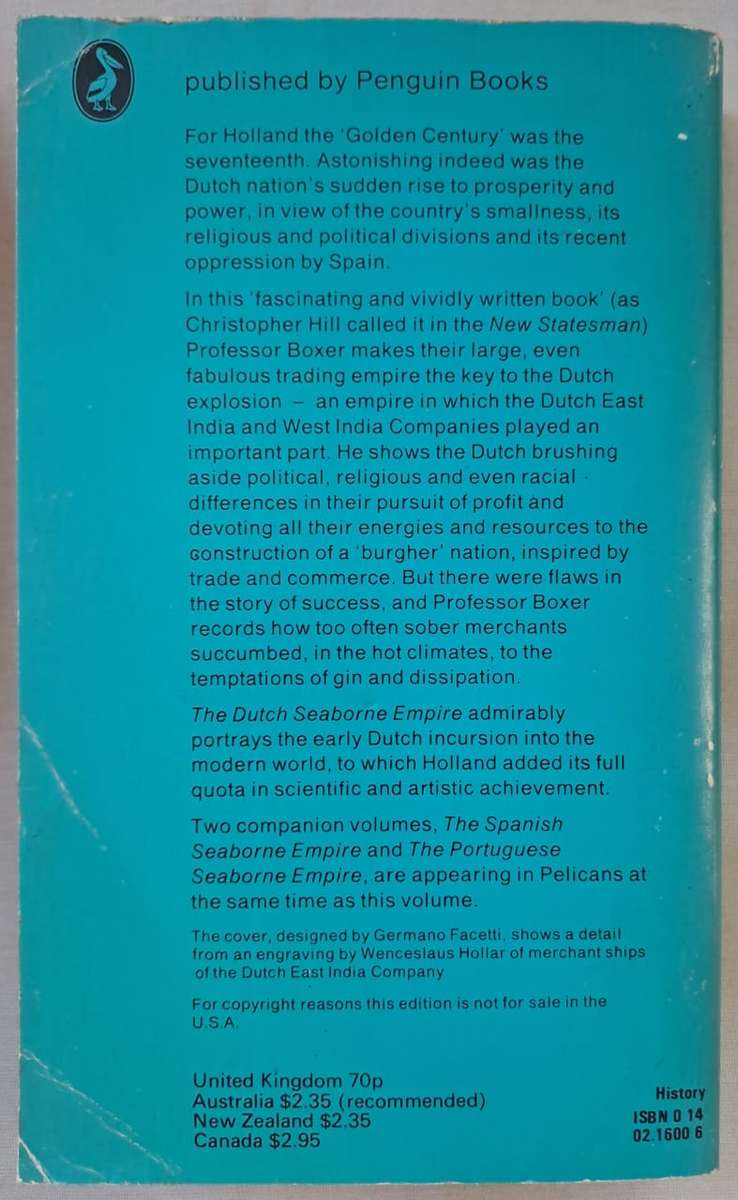 published by Penguin Books
For Holland the 'Golden Century' was the
seventeenth. Astonishing indeed was the
Dutch nation's sudden rise to prosperity and
power, in view of the country's smallness, its
religious and political divisions and its recent
oppression by Spain.
In this 'fascinating and vividly written book' (as
Christopher Hill called it in the New Statesman)
Professor Boxer makes their large, even
fabulous trading empire the key to the Dutch
explosion – an empire in which the Dutch East
India and West India Companies played an
important part. He shows the Dutch brushing
aside political, religious and even racial
differences in their pursuit of profit and
devoting all their energies and resources to the
construction of a 'burgher' nation, inspired by
trade and commerce. But there were flaws in
the story of success, and Professor Boxer
records how too often sober merchants
succumbed, in the hot climates, to the
temptations of gin and dissipation.
The Dutch Seaborne Empire admirably
portrays the early Dutch incursion into the
modern world, to which Holland added its full
quota in scientific and artistic achievement.
Two companion volumes, The Spanish
Seaborne Empire and The Portuguese
Seaborne Empire, are appearing in Pelicans at
the same time as this volume.
The cover, designed by Germano Facetti, shows a detail
from an engraving by Wenceslaus Hollar of merchant ships
of the Dutch East India Company
For copyright reasons this edition is not for sale in the
U.S.A.
United Kingdom 70p
Australia $2.35 (recommended)
New Zealand $2.35
Canada $2.95
History
ISBN 0 14
02.1600 6